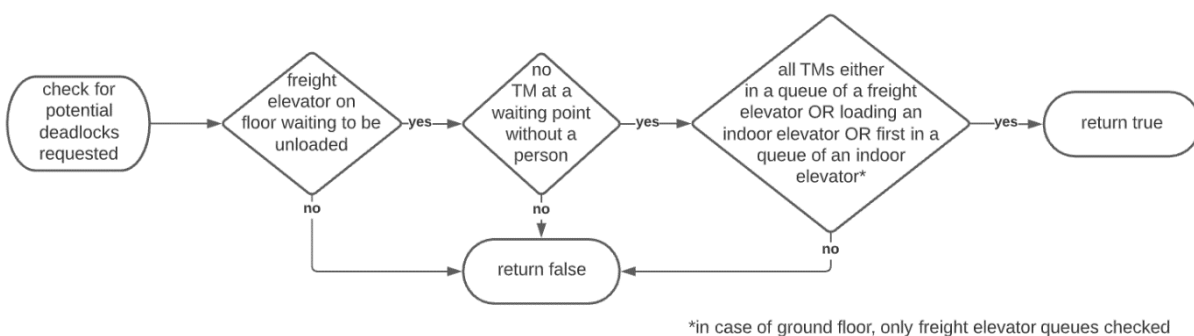 check for
potential
deadlocks
requested
freight
elevator on
floor waiting to be
unloaded
yes
no
no
TM at a
waiting point
without a
person
yes
no
all TMs either
in a queue of a freight
elevator OR loading an
indoor elevator OR first in a
queue of an indoor
elevator*
yes
no
return true
return false
*in case of ground floor, only freight elevator queues checked